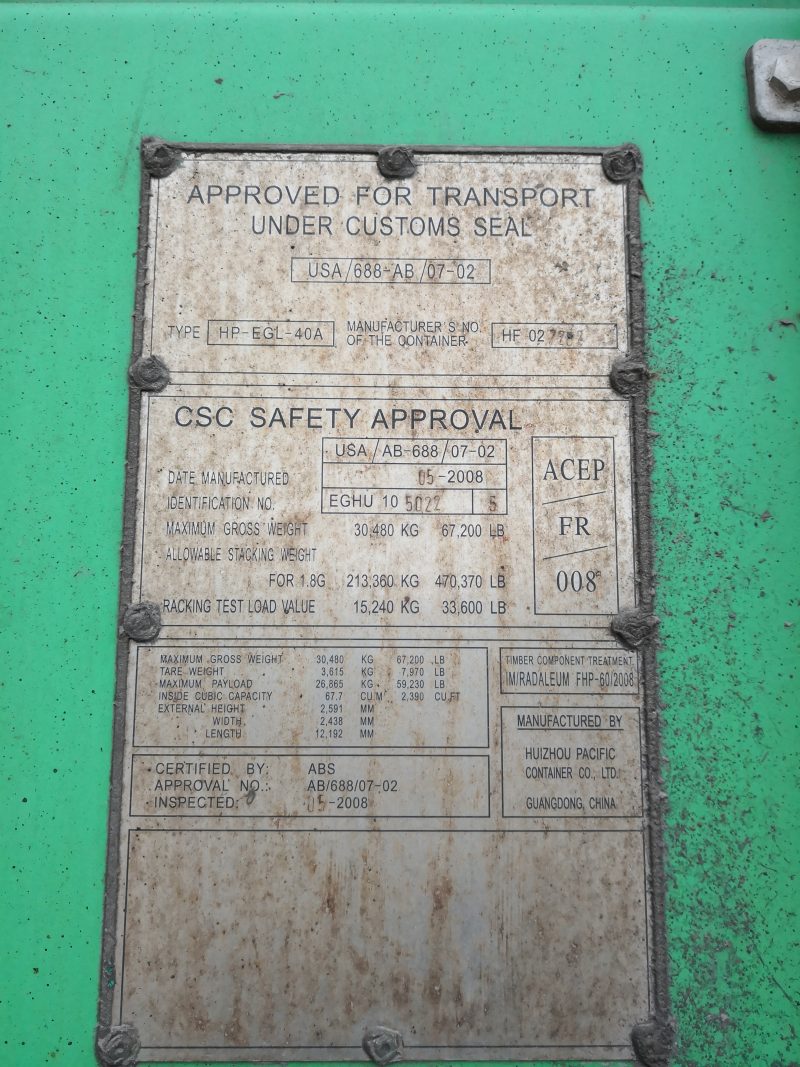 APPROVED FOR TRANSPORT
UNDER CUSTOMS SEAL
USA/688-AB/07-02
TYPE HP-EGL-40A MANUFACTURER'S NO. OF THE CONTAINER HF 02
CSC SAFETY APPROVAL
USA/AB-688/07-02
DATE MANUFACTURED 05-2008
IDENTIFICATION NO. EGHU 10 5022 5
MAXIMUM GROSS WEIGHT 30,480 KG 67,200 LB
ALLOWABLE STACKING WEIGHT
FOR 1.8G 213,360 KG 470,370 LB
RACKING TEST LOAD VALUE 15,240 KG 33,600 LB
ACEP
FR
008
MAXIMUM GROSS WEIGHT 30,480 KG 67,200 LB
TARE WEIGHT 3,615 KG 7,970 LB
MAXIMUM PAYLOAD 26,865 KG 59,230 LB
INSIDE CUBIC CAPACITY 67.7 CU.M 2,390 CU.FT
EXTERNAL HEIGHT 2,591 MM
WIDTH 2,438 MM
LENGTH 12,192 MM
TIMBER COMPONENT TREATMENT
IM/RADALEUM FHP-60/2008
MANUFACTURED BY
HUIZHOU PACIFIC
CONTAINER CO., LTD.
GUANGDONG, CHINA
CERTIFIED BY: ABS
APPROVAL NO.: AB/688/07-02
INSPECTED: 05-2008